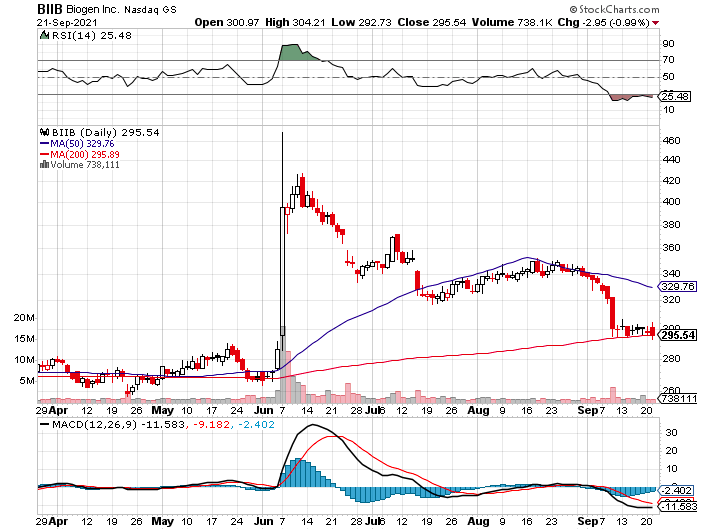 BIIB Biogen Inc. Nasdaq GS © StockCharts.com
21-Sep-2021 Open 300.97 High 304.21 Low 292.73 Close 295.54 Volume 738.1K Chg -2.95 (-0.99%)
RSI(14) 25.48
90
70
50
30
25.48
10
BIIB (Daily) 295.54
MA(50) 329.76
MA(200) 295.89
Volume 738,111
460
440
420
400
380
360
340
329.76
320
300
295.54
280
260
738111
20M
15M
10M
5M
29 Apr 12 19 26 May 10 17 24 Jun 7 14 21 28 Jul 6 12 19 26 Aug 9 16 23 Sep 7 13 20
MACD(12,26,9) -11.583, -9.182, -2.402
30
20
10
0
-2.402
-11.583
29 Apr 12 19 26 May 10 17 24 Jun 7 14 21 28 Jul 6 12 19 26 Aug 9 16 23 Sep 7 13 20